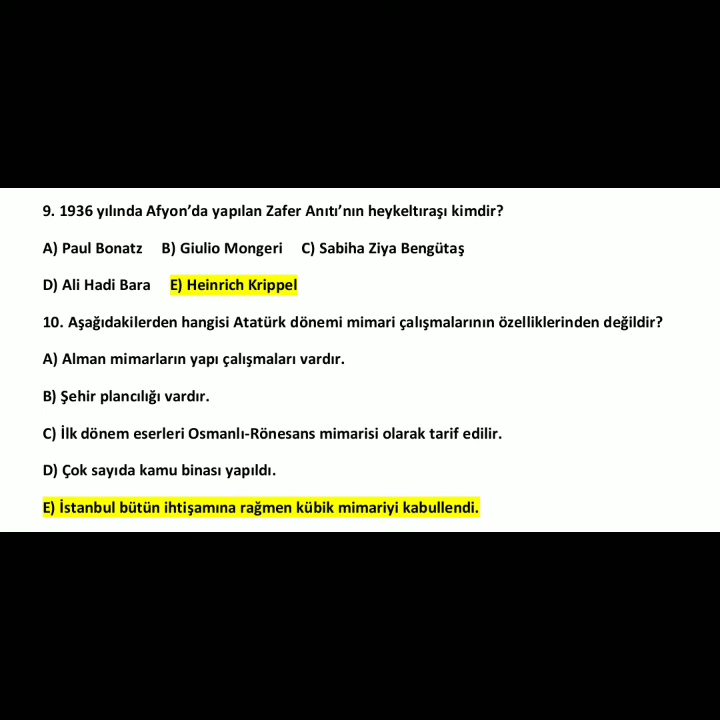 9. 1936 yılında Afyon’da yapılan Zafer Anıtı’nın heykeltıraşı kimdir?
A) Paul Bonatz B) Giulio Mongeri C) Sabiha Ziya Bengütaş
D) Ali Hadi Bara E) Heinrich Krippel
10. Aşağıdakilerden hangisi Atatürk dönemi mimari çalışmalarının özelliklerinden değildir?
A) Alman mimarların yapı çalışmaları vardır.
B) Şehir plancılığı vardır.
C) İlk dönem eserleri Osmanlı-Rönesans mimarisi olarak tarif edilir.
D) Çok sayıda kamu binası yapıldı.
E) İstanbul bütün ihtişamına rağmen kübik mimariyi kabullendi.